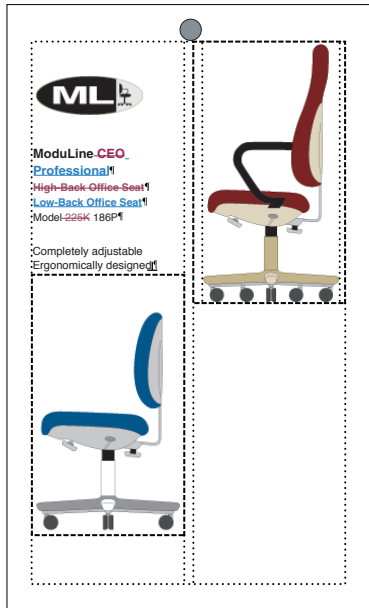 ML
ModuLine CEO
Professional¶
High-Back Office Seat¶
Low-Back Office Seat¶
Model 225K 186P¶
Completely adjustable
Ergonomically designed¶